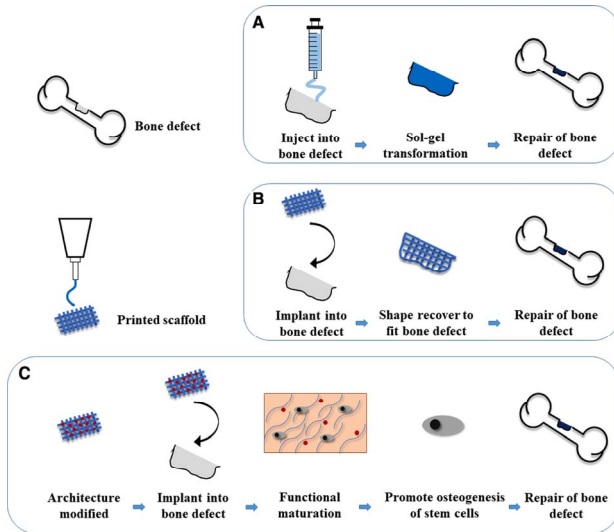 A
Bone defect
Inject into
bone defect
Sol-gel
transformation
Repair of bone
defect
B
Printed scaffold
Implant into
bone defect
Shape recover to
fit bone defect
Repair of bone
defect
C
Architecture
modified
Implant into
bone defect
Functional
maturation
Promote osteogenesis
of stem cells
Repair of bone
defect